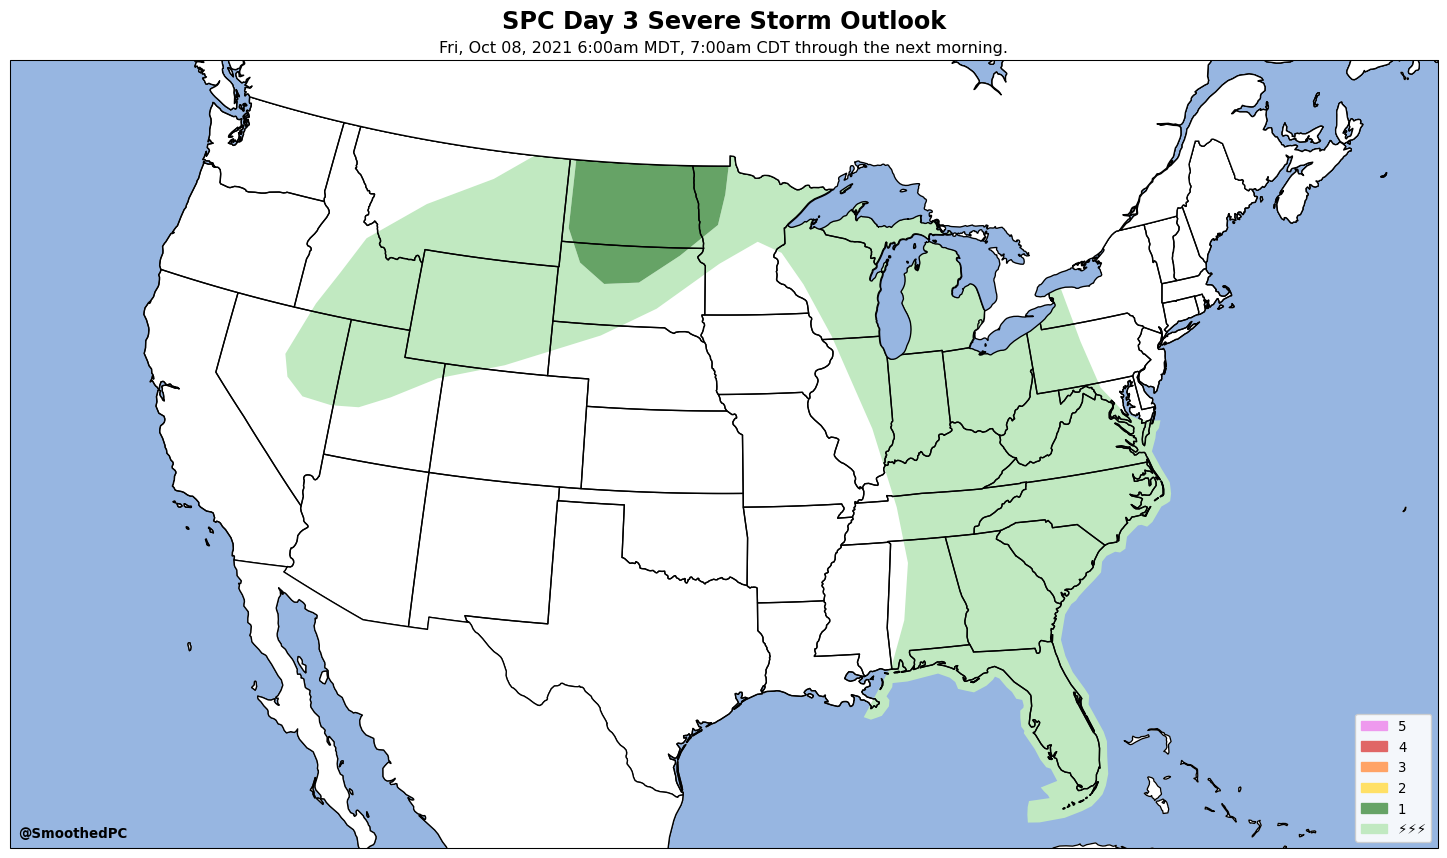 SPC Day 3 Severe Storm Outlook
Fri, Oct 08, 2021 6:00am MDT, 7:00am CDT through the next morning.
5
4
3
2
1
⚡⚡⚡
@SmoothedPC